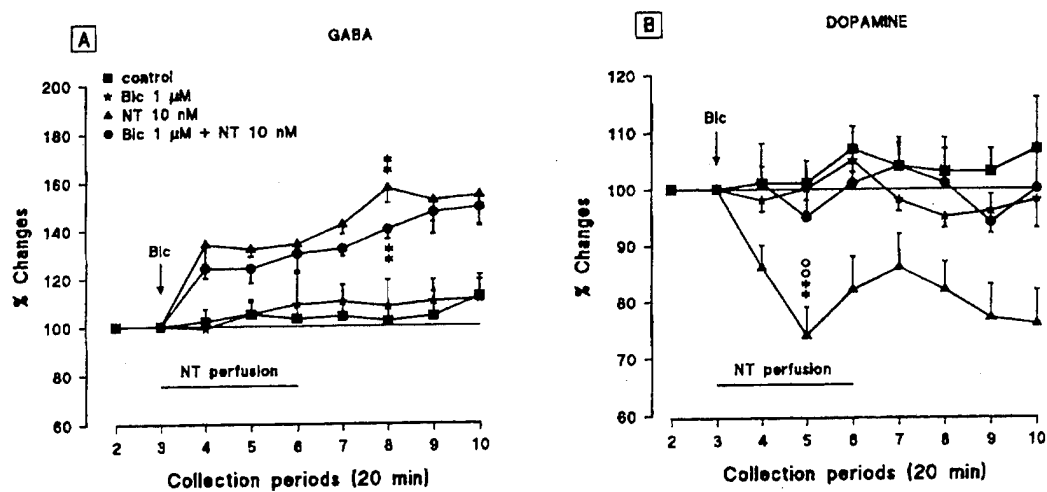 A
GABA
control
Bic 1 μM
NT 10 nM
Bic 1 μM + NT 10 nM
% Changes
200
180
160
140
120
100
80
60
**
**
Bic
NT perfusion
2 3 4 5 6 7 8 9 10
Collection periods (20 min)
B
DOPAMINE
% Changes
120
110
100
90
80
70
60
Bic
○
○
*
*
NT perfusion
2 3 4 5 6 7 8 9 10
Collection periods (20 min)